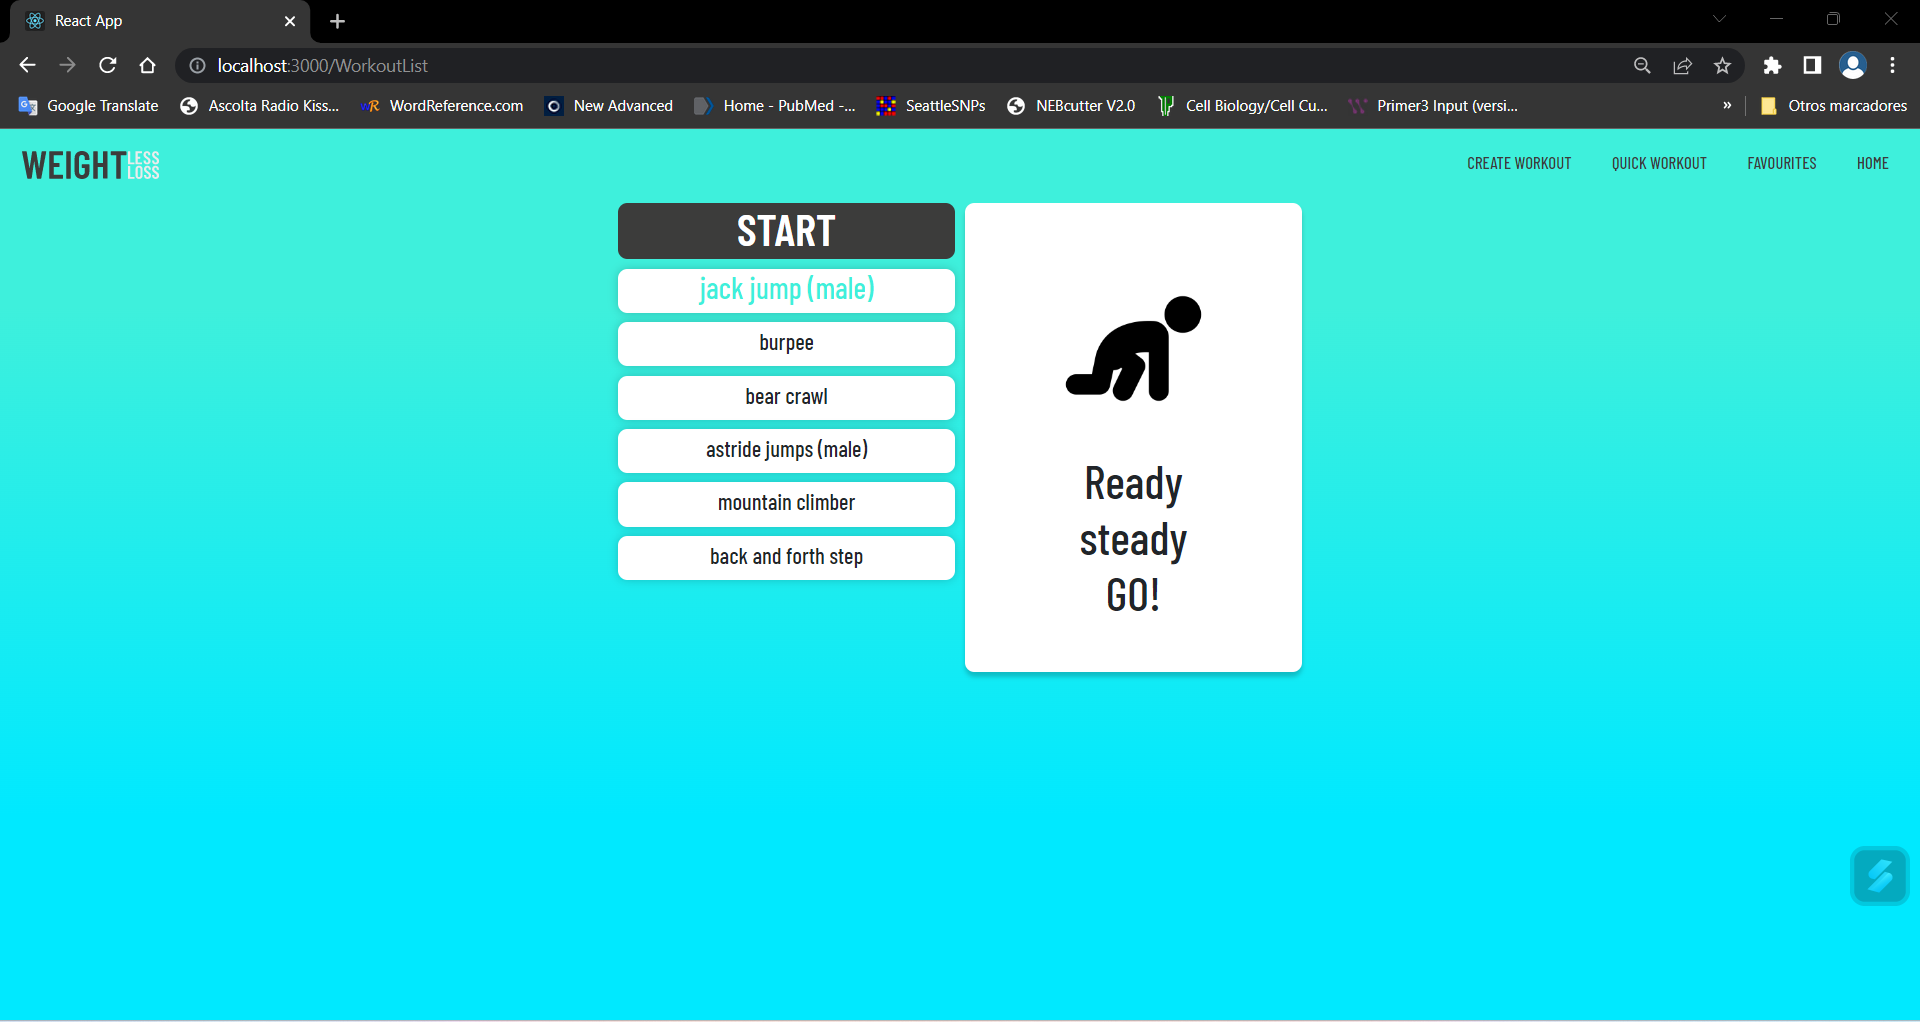 React App
localhost:3000/WorkoutList
Google Translate
Ascolta Radio Kiss...
WordReference.com
New Advanced
Home - PubMed -...
SeattleSNPs
NEBcutter V2.0
Cell Biology/Cell Cu...
Primer3 Input (versi...
»
Otros marcadores
WEIGHT LESS
LOSS
CREATE WORKOUT
QUICK WORKOUT
FAVOURITES
HOME
START
jack jump (male)
burpee
bear crawl
astride jumps (male)
mountain climber
back and forth step
Ready
steady
GO!